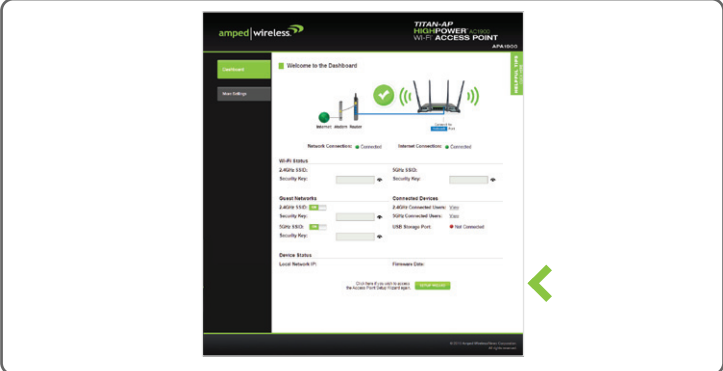 amped|wireless
TITAN-AP
HIGHPOWER AC1900
WI-FI ACCESS POINT
APA1900
HELPFUL TIPS
Dashboard
More Settings
Welcome to the Dashboard
Internet Modem Router
Network Connection: Connected Internet Connection: Connected
Wi-Fi Status
2.4GHz SSID: 5GHz SSID:
Security Key: Security Key:
Guest Networks Connected Devices
2.4GHz SSID: 2.4GHz Connected Users: View
Security Key: 5GHz Connected Users: View
5GHz SSID: USB Storage Port: Not Connected
Security Key:
Device Status
Local Network IP: Firmware Date:
Click here if you wish to access
the Access Point Setup Wizard again.
All rights reserved.